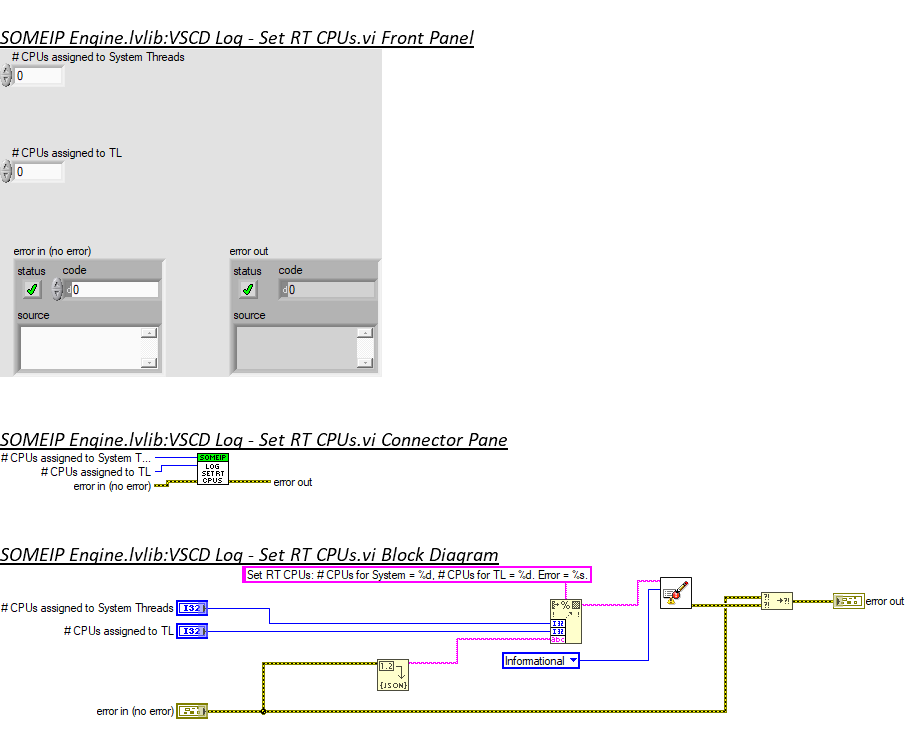 SOMEIP Engine.lvlib:VSCD Log - Set RT CPUs.vi Front Panel
# CPUs assigned to System Threads
0
# CPUs assigned to TL
0
error in (no error)
error out
status code
status code
d0
d0
source
source
SOMEIP Engine.lvlib:VSCD Log - Set RT CPUs.vi Connector Pane
# CPUs assigned to System T...
# CPUs assigned to TL
error in (no error)
SOMEIP
LOG
SETRT
CPUS
error out
SOMEIP Engine.lvlib:VSCD Log - Set RT CPUs.vi Block Diagram
Set RT CPUs: # CPUs for System = %d, # CPUs for TL = %d. Error = %s.
# CPUs assigned to System Threads
I32
# CPUs assigned to TL
I32
%
I32
I32
abc
?!
?! →?!
error out
Informational
1.2
{JSON}
error in (no error)